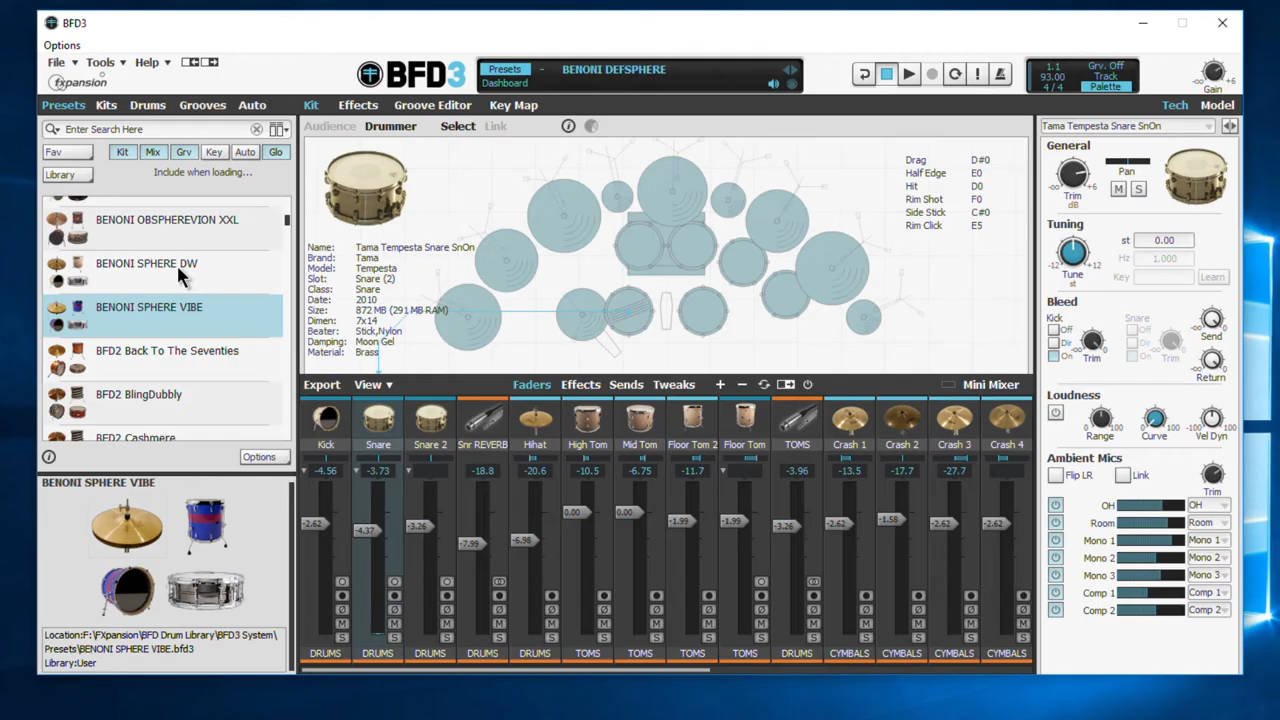 BFD3
Options
File ▼ Tools ▼ Help ▼
fxpansion
BFD3
Presets - BENONI DEFSPHERE
Dashboard
1.1 Grv. Off
93.00 Track
4/4 Palette
-∞ +6
Gain
Presets Kits Drums Grooves Auto
Kit Effects Groove Editor Key Map
Tech Model
Enter Search Here
Fav Kit Mix Grv Key Auto Glo
Library Include when loading...
BENONI OBSPHEREVION XXL
BENONI SPHERE DW
BENONI SPHERE VIBE
BFD2 Back To The Seventies
BFD2 BlingDubbly
BFD2 Cashmere
Options
BENONI SPHERE VIBE
Location:F:\FXpansion\BFD Drum Library\BFD3 System\
Presets\BENONI SPHERE VIBE.bfd3
Library:User
Audience Drummer Select Link
Name: Tama Tempesta Snare SnOn
Make: Tama
Model: Tempesta
Slot: Snare (2)
Class: Snare
Date: 2010
Size: 872 MB (291 MB RAM)
Dimen: 7x14
Beater: Stick,Nylon
Damping: Moon Gel
Material: Brass
Drag D#0
Half Edge E0
Hit D0
Rim Shot F0
Side Stick C#0
Rim Click E5
Export View ▼ Faders Effects Sends Tweaks + − Mini Mixer
Kick Snare Snare 2 Snr REVERB Hihat High Tom Mid Tom Floor Tom 2 Floor Tom TOMS Crash 1 Crash 2 Crash 3 Crash 4
-4.56 -3.73 -18.8 -20.6 -10.5 -6.75 -11.7 -3.96 -13.5 -17.7 -27.7
-2.62 -4.37 -3.26 -7.99 -6.98 0.00 0.00 -1.99 -1.99 -3.26 -2.62 -1.58 -2.62 -2.62
M M M M M M M M M M M M M M
S S S S S S S S S S S S S S
DRUMS DRUMS DRUMS DRUMS DRUMS TOMS TOMS TOMS TOMS DRUMS CYMBALS CYMBALS CYMBALS CYMBALS
Tama Tempesta Snare SnOn
General
Pan
-∞ +6
Trim
dB
M S
Tuning
st 0.00
Hz 1.000
Key Learn
-12 +12
Tune
st
Bleed
Kick Snare
Off Off
Dir Dir
On On
Trim Trim
Send
Return
Loudness
Range Curve Vel Dyn
Ambient Mics
Flip LR Link Trim
OH OH
Room Room
Mono 1 Mono 1
Mono 2 Mono 2
Mono 3 Mono 3
Comp 1 Comp 1
Comp 2 Comp 2